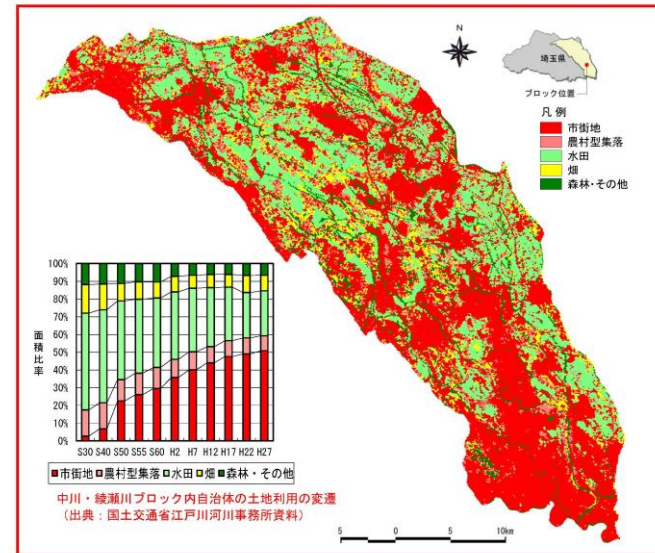 N
埼玉県
ブロック位置
凡 例
市街地
農村型集落
水田
畑
森林・その他
100%
90%
80%
70%
60%
50%
40%
30%
20%
10%
0%
面積比率
S30 S40 S50 S55 S60 H2 H7 H12 H17 H22 H27
市街地 農村型集落 水田 畑 森林・その他
中川・綾瀬川ブロック内自治体の土地利用の変遷
（出典：国土交通省江戸川河川事務所資料）
5 0 5 10km